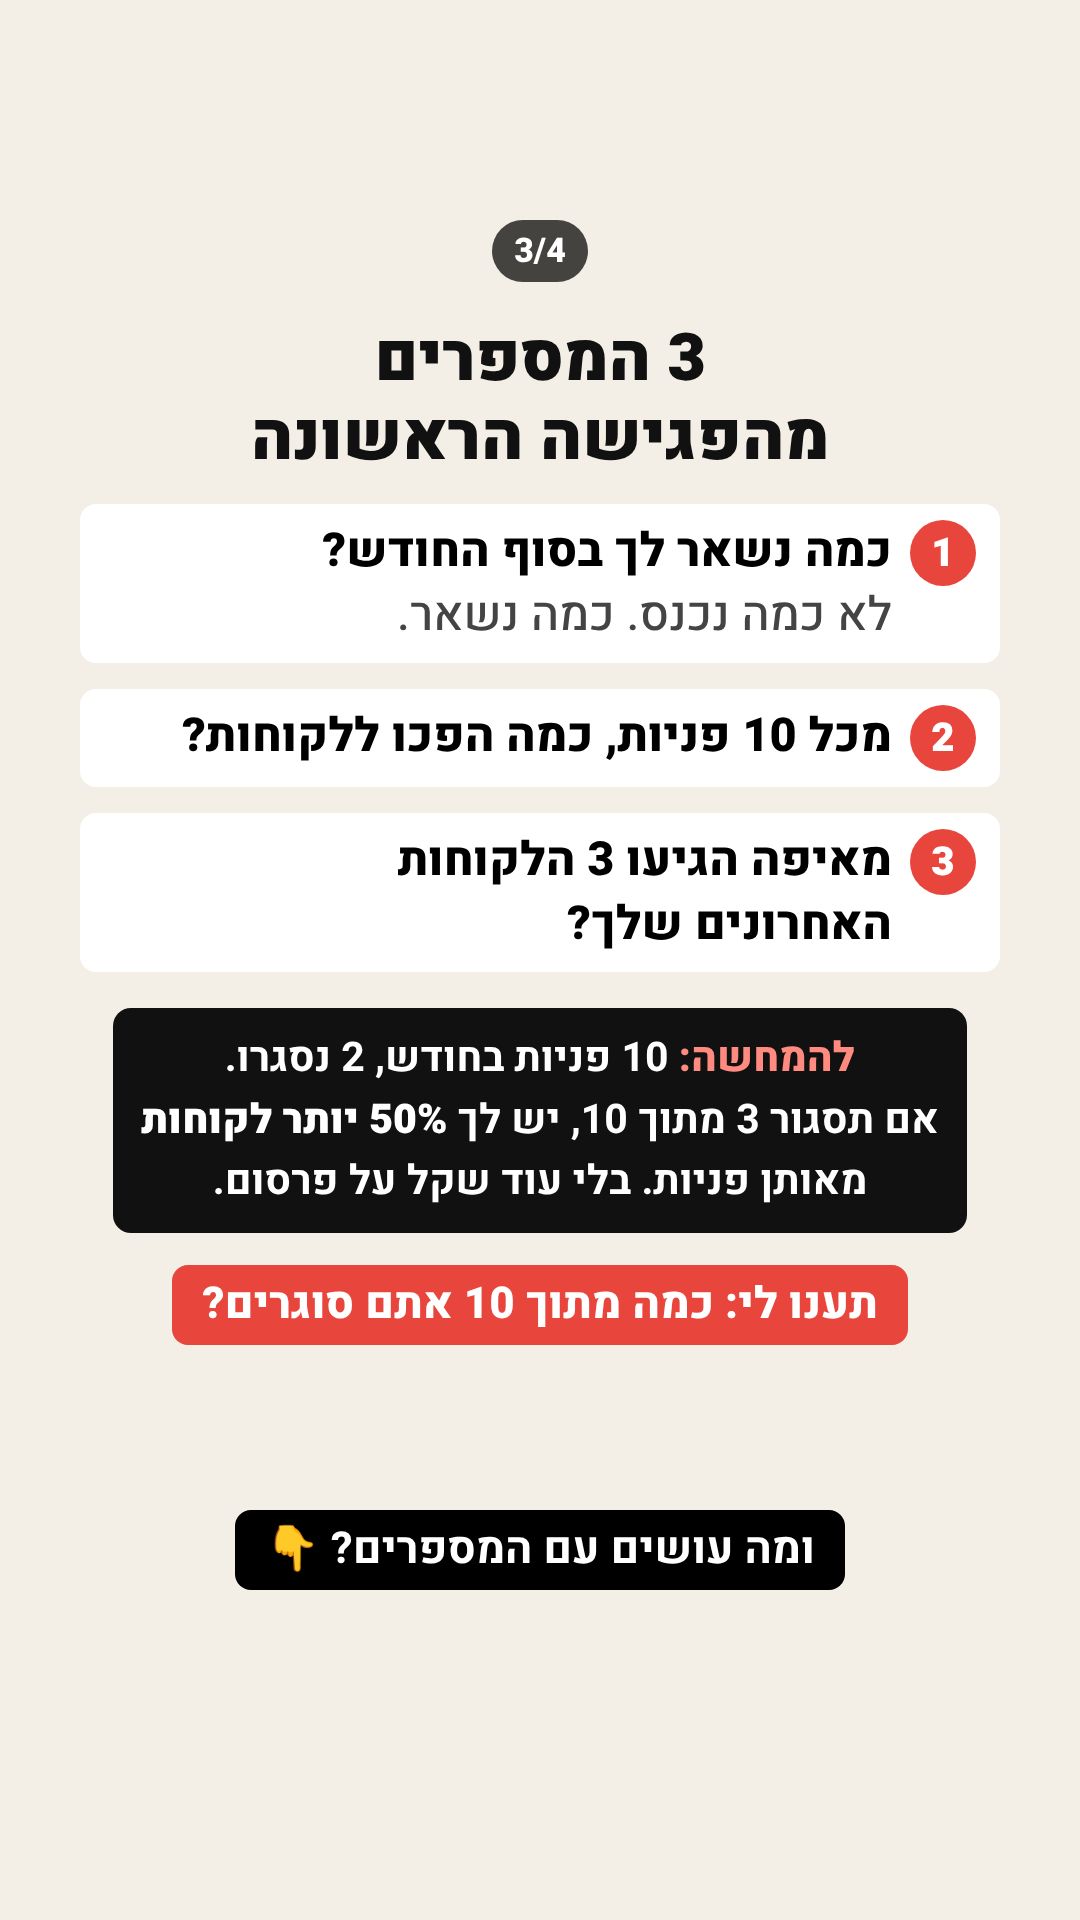 3/4
3 המספרים
מהפגישה הראשונה
1 כמה נשאר לך בסוף החודש?
לא כמה נכנס. כמה נשאר.
2 מכל 10 פניות, כמה הפכו ללקוחות?
3 מאיפה הגיעו 3 הלקוחות
האחרונים שלך?
להמחשה: 10 פניות בחודש, 2 נסגרו.
אם תסגור 3 מתוך 10, יש לך 50% יותר לקוחות
מאותן פניות. בלי עוד שקל על פרסום.
תענו לי: כמה מתוך 10 אתם סוגרים?
ומה עושים עם המספרים? 👇